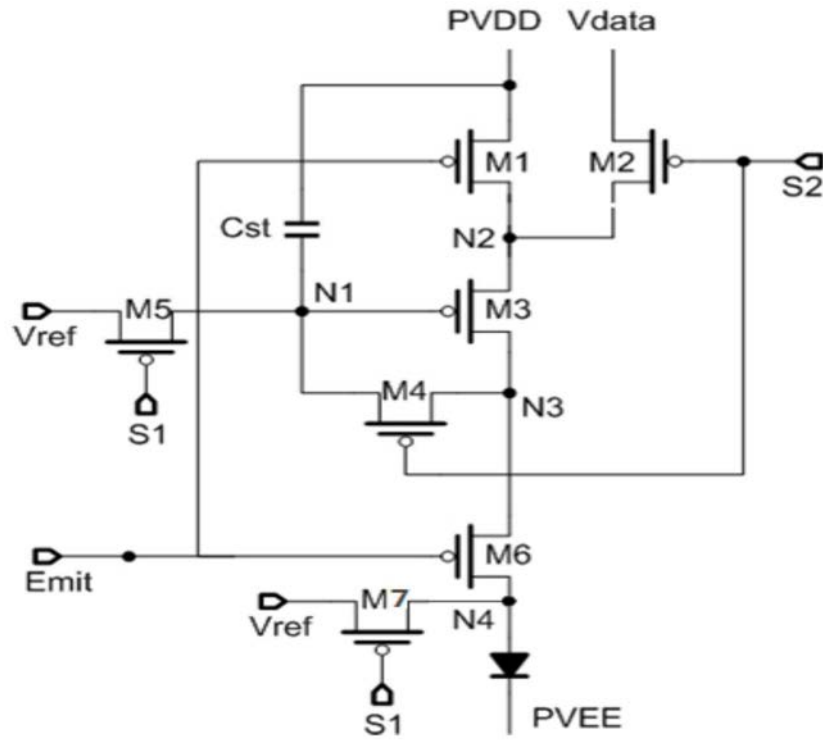 PVDD Vdata
M1 M2
S2
Cst N2
N1
M5 M3
Vref
M4 N3
S1
M6
Emit
M7
Vref N4
S1 PVEE